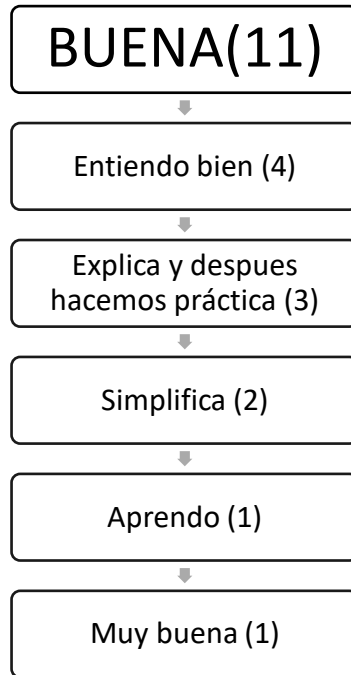 BUENA(11)
Entiendo bien (4)
Explica y despues
hacemos práctica (3)
Simplifica (2)
Aprendo (1)
Muy buena (1)